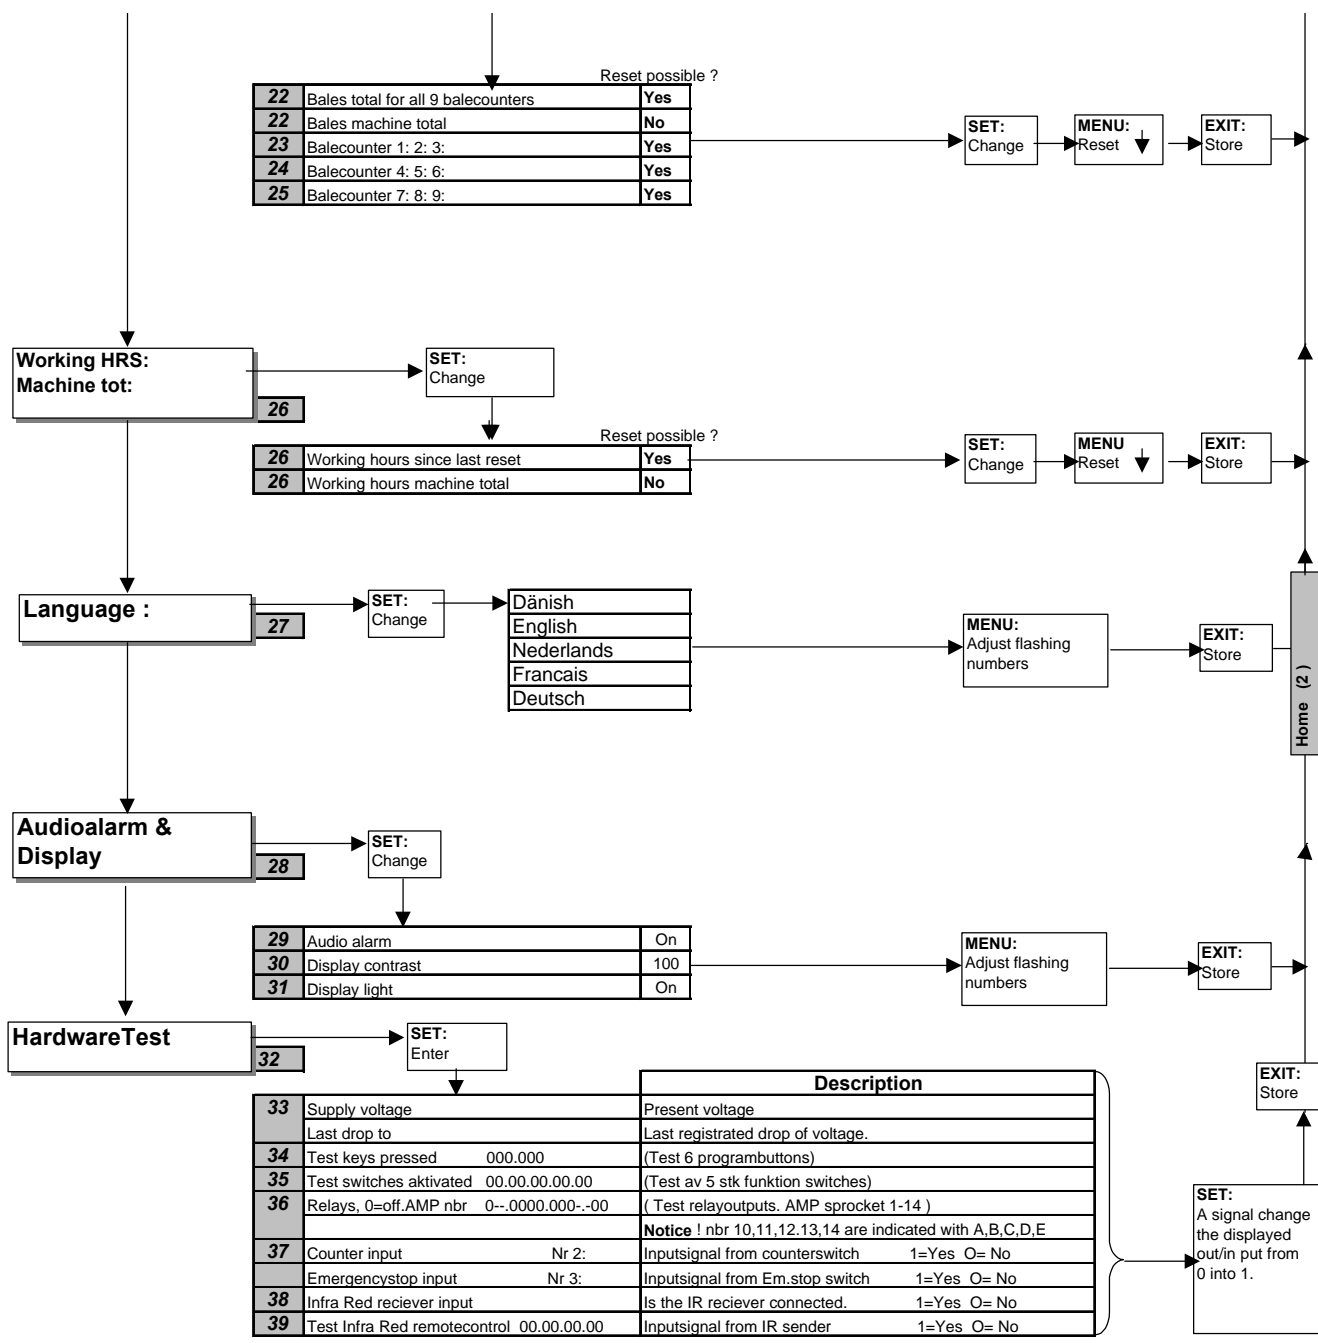 Reset possible ?
22 Bales total for all 9 balecounters Yes
22 Bales machine total No
23 Balecounter 1: 2: 3: Yes
24 Balecounter 4: 5: 6: Yes
25 Balecounter 7: 8: 9: Yes
SET:
Change
MENU:
Reset
EXIT:
Store
Working HRS:
Machine tot:
26
SET:
Change
Reset possible ?
26 Working hours since last reset Yes
26 Working hours machine total No
SET:
Change
MENU
Reset
EXIT:
Store
Language :
27
SET:
Change
Dänish
English
Nederlands
Francais
Deutsch
MENU:
Adjust flashing
numbers
EXIT:
Store
Home (2 )
Audioalarm &
Display
28
SET:
Change
29 Audio alarm On
30 Display contrast 100
31 Display light On
MENU:
Adjust flashing
numbers
EXIT:
Store
HardwareTest
32
SET:
Enter
Description
33 Supply voltage Present voltage
Last drop to Last registrated drop of voltage.
34 Test keys pressed 000.000 (Test 6 programbuttons)
35 Test switches aktivated 00.00.00.00.00 (Test av 5 stk funktion switches)
36 Relays, 0=off.AMP nbr 0--.0000.000-.-00 ( Test relayoutputs. AMP sprocket 1-14 )
Notice ! nbr 10,11,12.13,14 are indicated with A,B,C,D,E
37 Counter input Nr 2: Inputsignal from counterswitch 1=Yes O= No
Emergencystop input Nr 3: Inputsignal from Em.stop switch 1=Yes O= No
38 Infra Red reciever input Is the IR reciever connected. 1=Yes O= No
39 Test Infra Red remotecontrol 00.00.00.00 Inputsignal from IR sender 1=Yes O= No
EXIT:
Store
SET:
A signal change
the displayed
out/in put from
0 into 1.